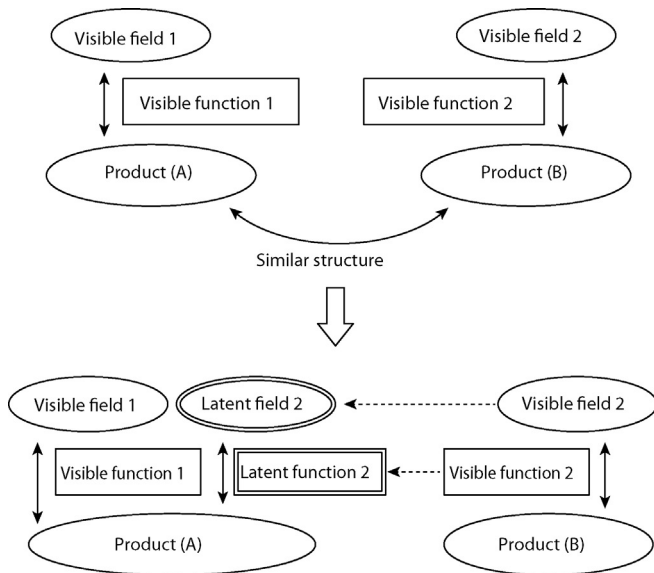 Visible field 1
Visible field 2
Visible function 1
Visible function 2
Product (A)
Product (B)
Similar structure
Visible field 1
Latent field 2
Visible field 2
Visible function 1
Latent function 2
Visible function 2
Product (A)
Product (B)